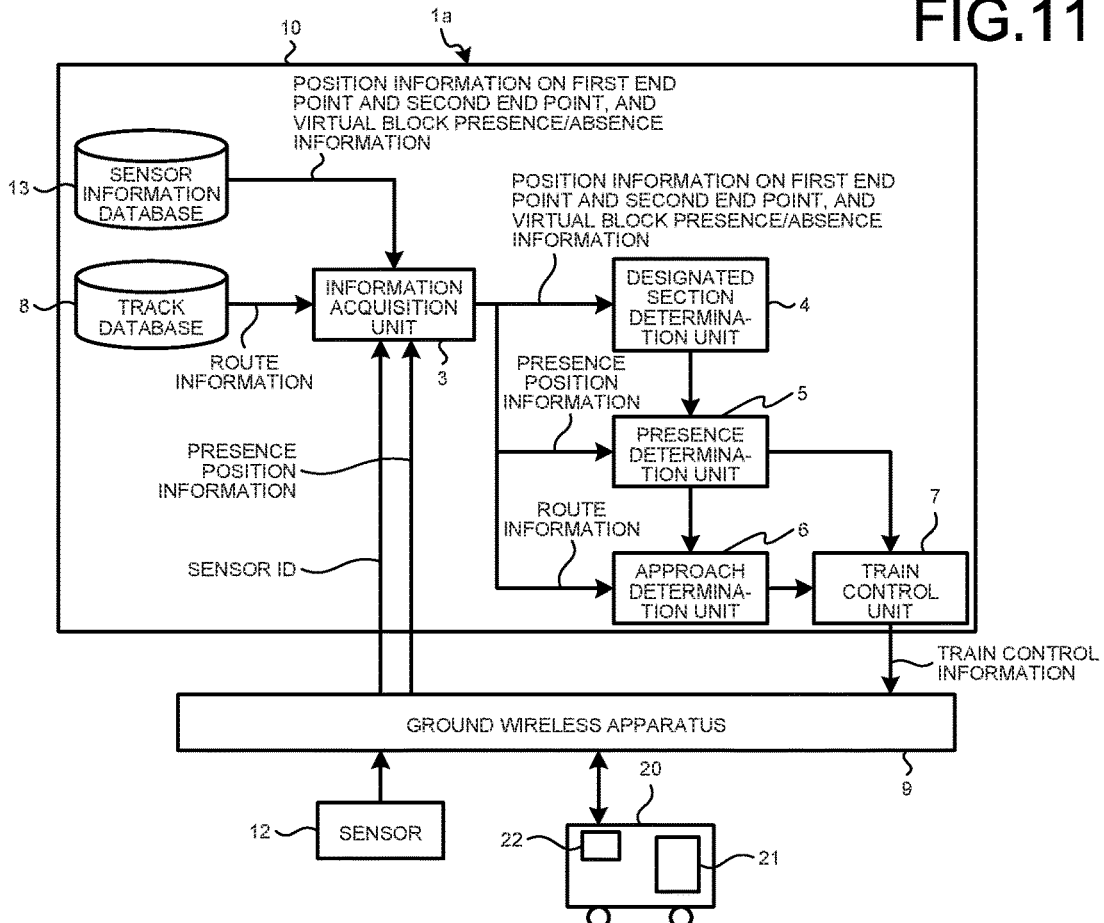 FIG.11
1a
10
POSITION INFORMATION ON FIRST END
POINT AND SECOND END POINT, AND
VIRTUAL BLOCK PRESENCE/ABSENCE
INFORMATION
13
SENSOR
INFORMATION
DATABASE
POSITION INFORMATION ON FIRST END
POINT AND SECOND END POINT, AND
VIRTUAL BLOCK PRESENCE/ABSENCE
INFORMATION
8
TRACK
DATABASE
ROUTE
INFORMATION
INFORMATION
ACQUISITION
UNIT
3
DESIGNATED
SECTION
DETERMINA-
TION UNIT
4
PRESENCE
POSITION
INFORMATION
5
PRESENCE
DETERMINA-
TION UNIT
PRESENCE
POSITION
INFORMATION
ROUTE
INFORMATION
6
7
SENSOR ID
APPROACH
DETERMINA-
TION UNIT
TRAIN
CONTROL
UNIT
TRAIN CONTROL
INFORMATION
GROUND WIRELESS APPARATUS
9
12
SENSOR
20
22
21